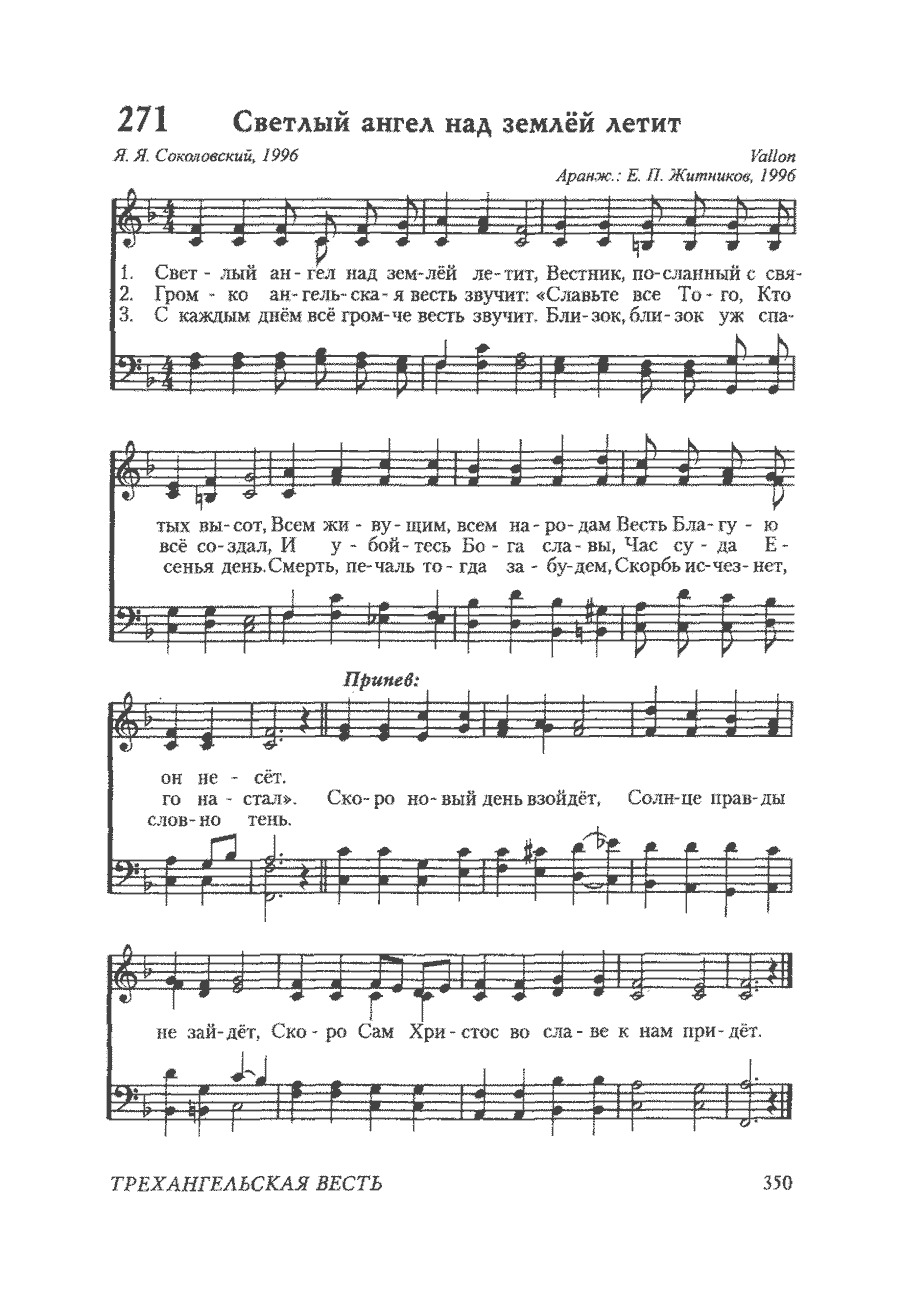 271 Светлый ангел над землёй летит
Я. Я. Соколовский, 1996 Vallon
Аранж.: Е. П. Житников, 1996
1. Свет - лый ан- гел над зем-лёй ле- тит, Вестник, по-сланный с свя-
2. Гром - ко ан- гель- ска- я весть звучит: «Славьте все То - го, Кто
3. С каждым днём всё гром-че весть звучит. Бли- зок, бли- зок уж спа-
тых вы- сот, Всем жи - ву - щим, всем на - ро- дам Весть Бла- гу - ю
всё со- здал, И у - бой- тесь Бо - га сла- вы, Час су - да Е -
сенья день. Смерть, пе-чаль то- гда за - бу-дем, Скорбь ис-чез- нет,
Припев:
он не - сёт.
го на - стал». Ско- ро но- вый день взойдёт, Солн-це прав- ды
слов- но тень.
не зай- дёт, Ско - ро Сам Хри - стос во сла - ве к нам при- дёт.
ТРЕХАНГЕЛЬСКАЯ ВЕСТЬ 350